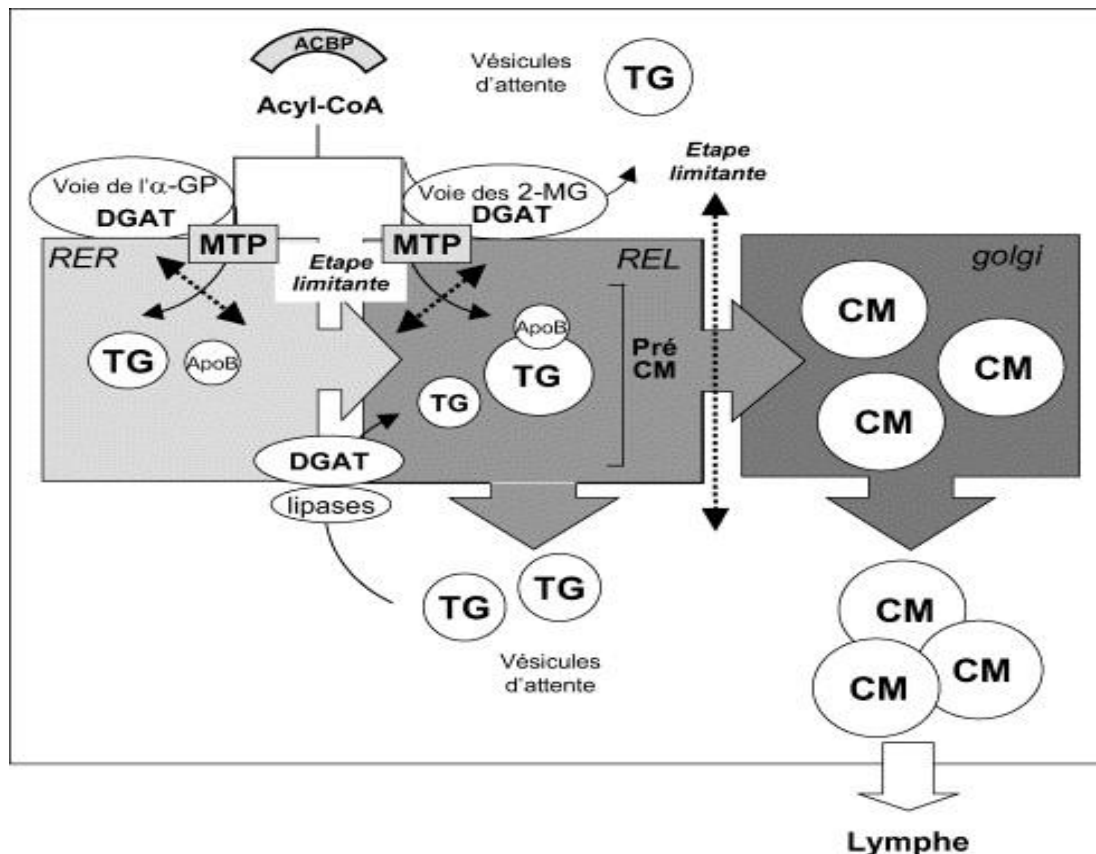 ACBP
Acyl-CoA
Vésicules
d'attente
TG
Etape
limitante
Voie de l'α-GP
DGAT
Voie des 2-MG
DGAT
MTP
MTP
RER
Etape
limitante
REL
golgi
TG
ApoB
ApoB
TG
TG
Pré
CM
CM
CM
CM
DGAT
lipases
TG
TG
Vésicules
d'attente
CM
CM
CM
Lymphe